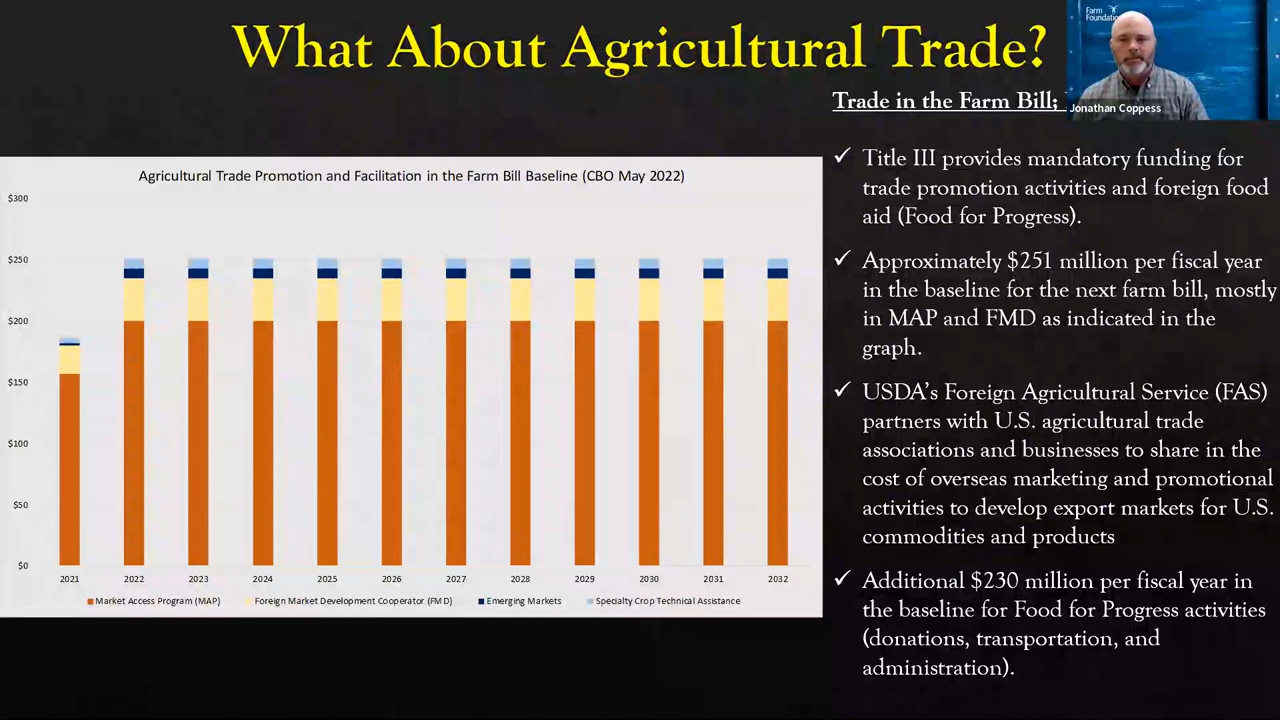 What About Agricultural Trade?
Farm
Foundation
Jonathan Coppess
Trade in the Farm Bill;
Agricultural Trade Promotion and Facilitation in the Farm Bill Baseline (CBO May 2022)
$300
$250
$200
$150
$100
$50
$0
2021 2022 2023 2024 2025 2026 2027 2028 2029 2030 2031 2032
Market Access Program (MAP) Foreign Market Development Cooperator (FMD) Emerging Markets Specialty Crop Technical Assistance
✓ Title III provides mandatory funding for
trade promotion activities and foreign food
aid (Food for Progress).
✓ Approximately $251 million per fiscal year
in the baseline for the next farm bill, mostly
in MAP and FMD as indicated in the
graph.
✓ USDA’s Foreign Agricultural Service (FAS)
partners with U.S. agricultural trade
associations and businesses to share in the
cost of overseas marketing and promotional
activities to develop export markets for U.S.
commodities and products
✓ Additional $230 million per fiscal year in
the baseline for Food for Progress activities
(donations, transportation, and
administration).